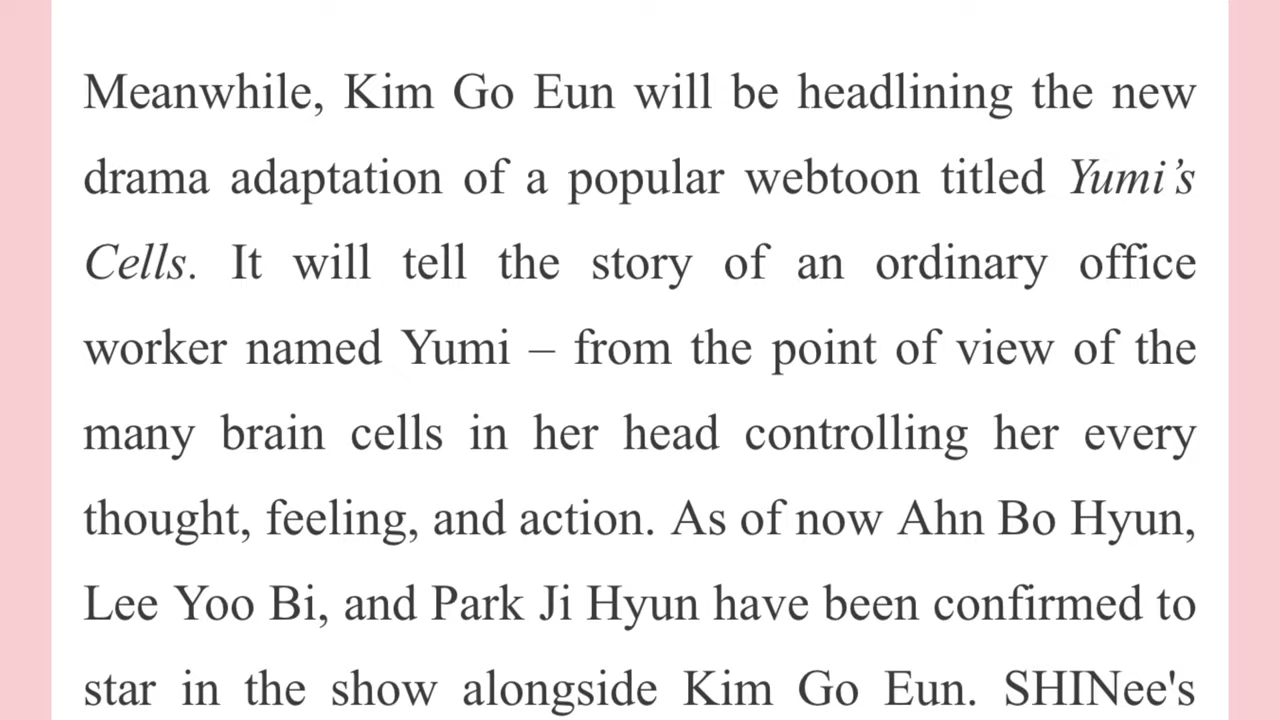 Meanwhile, Kim Go Eun will be headlining the new
drama adaptation of a popular webtoon titled Yumi’s
Cells. It will tell the story of an ordinary office
worker named Yumi – from the point of view of the
many brain cells in her head controlling her every
thought, feeling, and action. As of now Ahn Bo Hyun,
Lee Yoo Bi, and Park Ji Hyun have been confirmed to
star in the show alongside Kim Go Eun. SHINee's